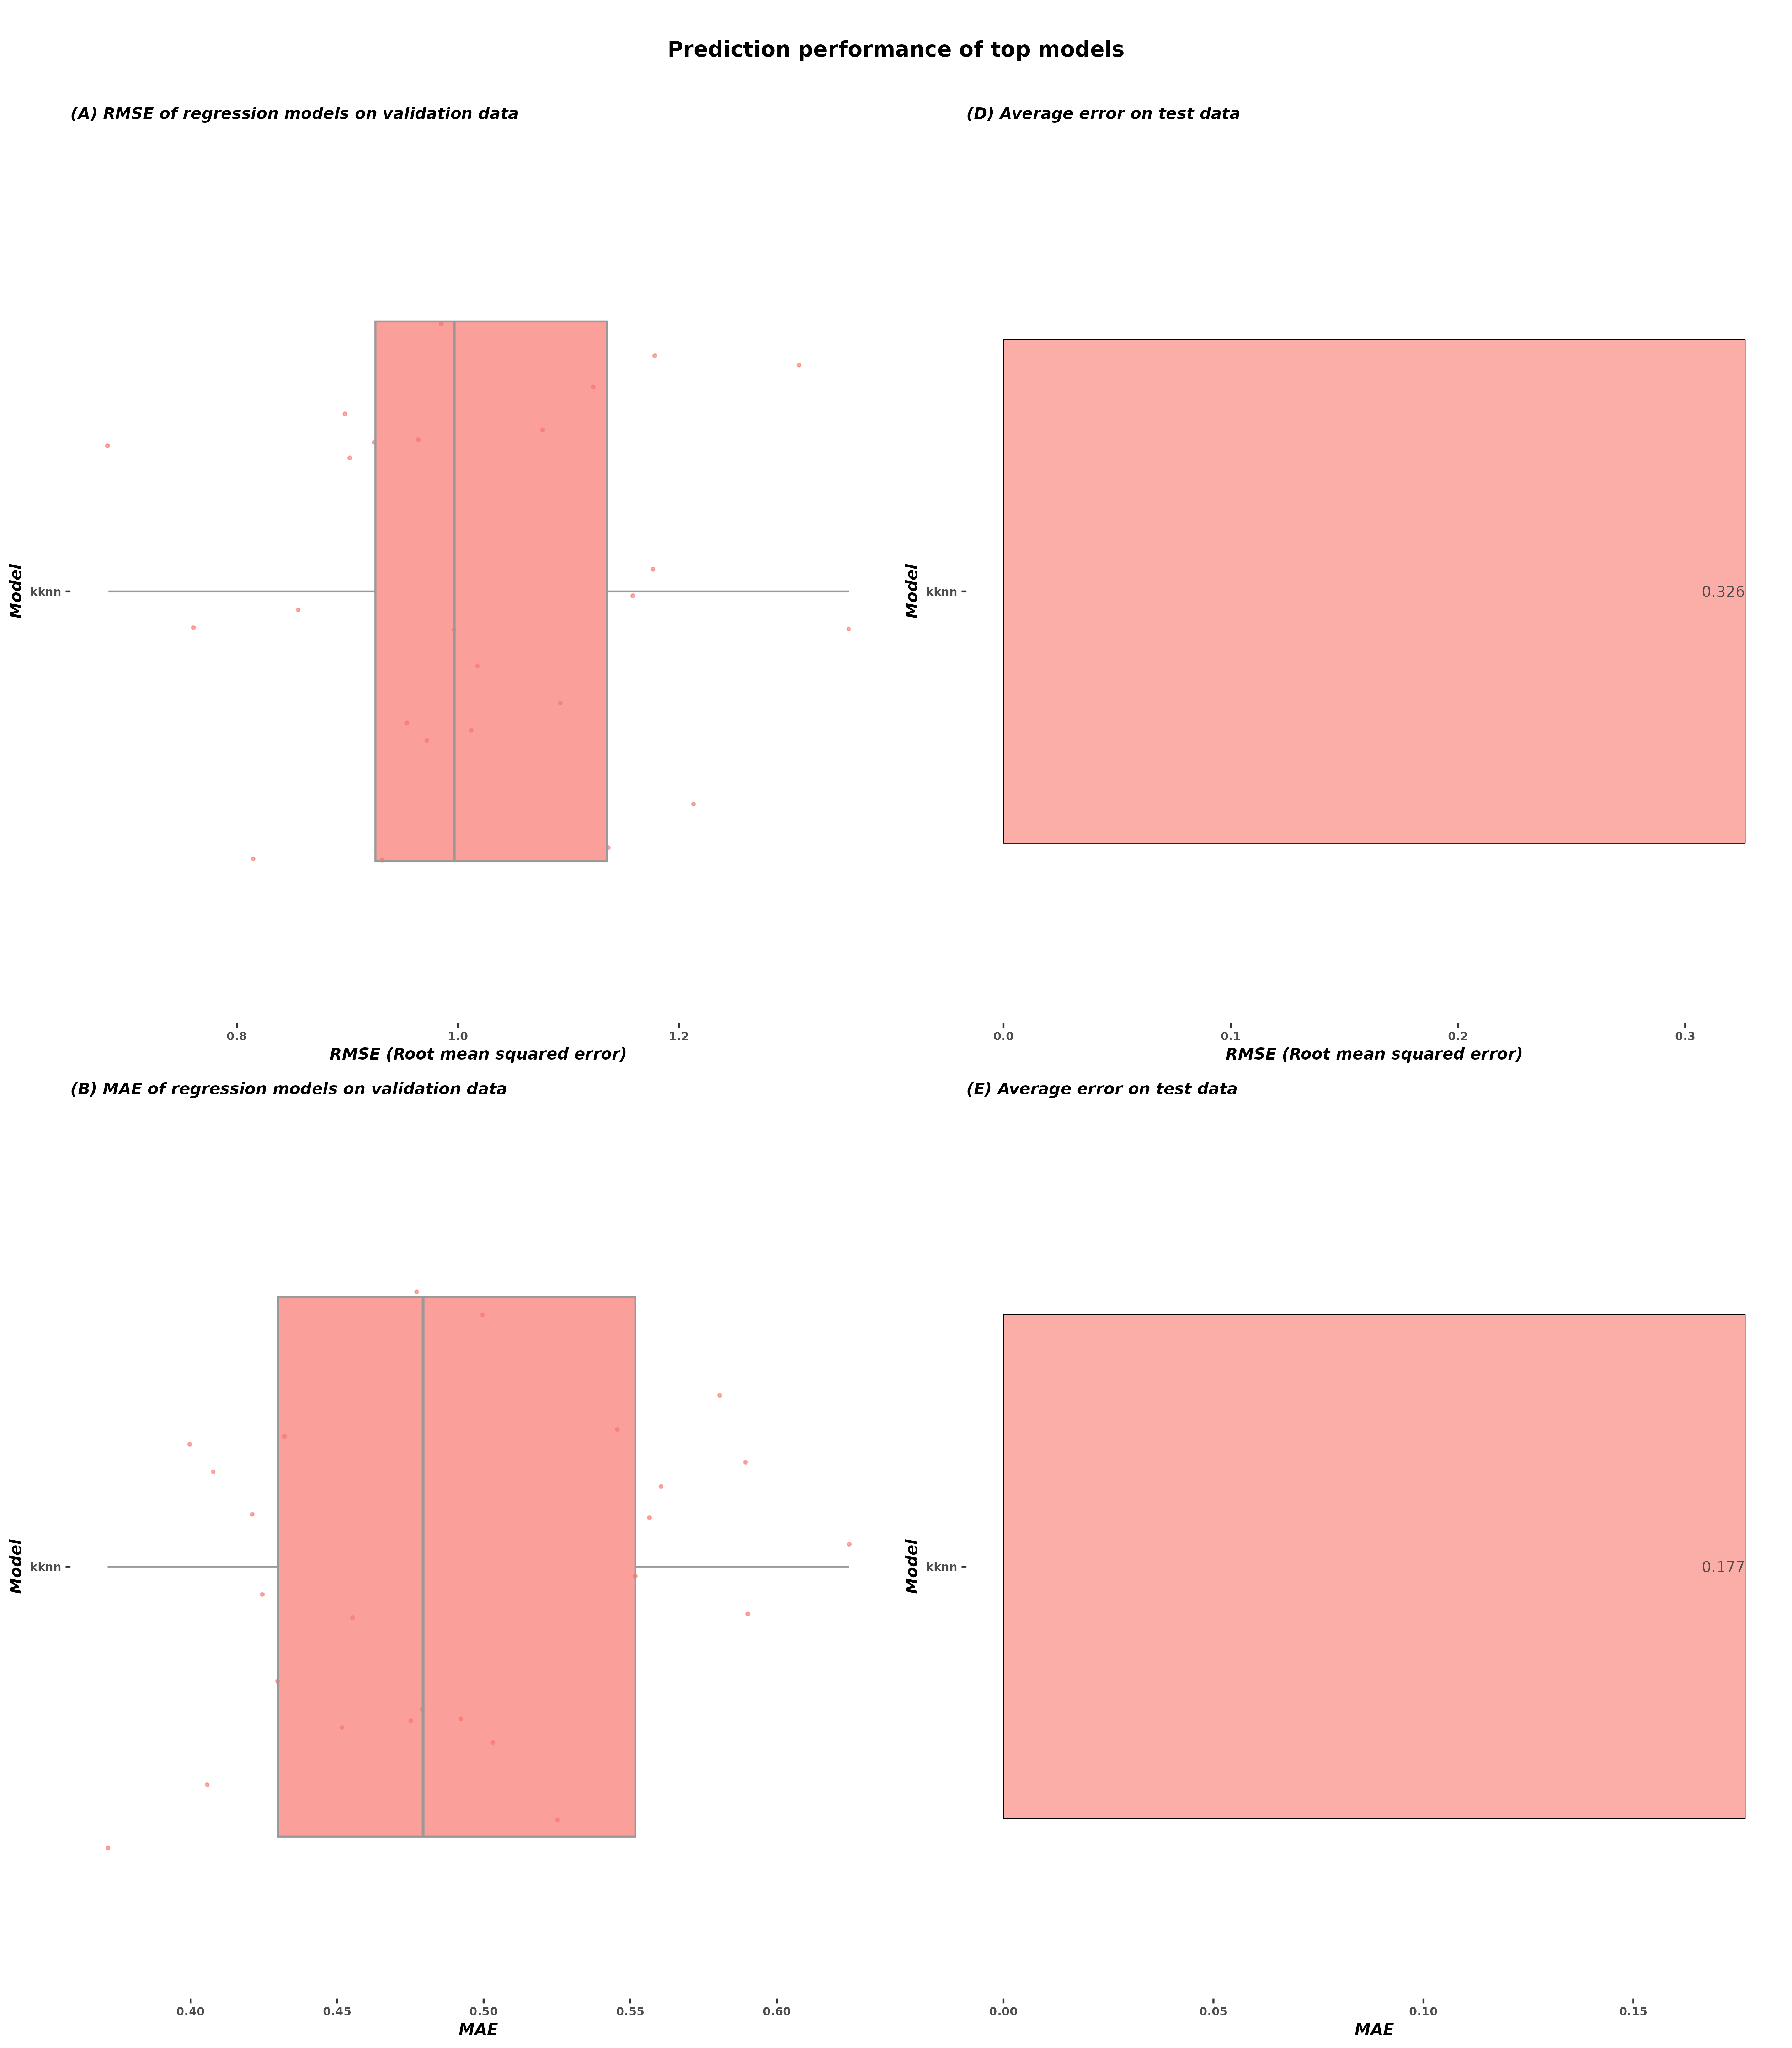 Prediction performance of top models
(A) RMSE of regression models on validation data
Model
kknn
0.8 1.0 1.2
RMSE (Root mean squared error)
(D) Average error on test data
Model
kknn
0.326
0.0 0.1 0.2 0.3
RMSE (Root mean squared error)
(B) MAE of regression models on validation data
Model
kknn
0.40 0.45 0.50 0.55 0.60
MAE
(E) Average error on test data
Model
kknn
0.177
0.00 0.05 0.10 0.15
MAE